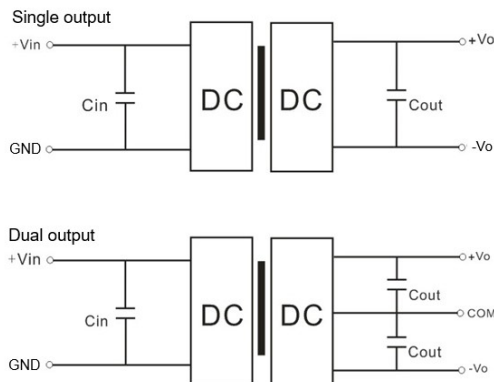 Single output
+Vin
+Vo
Cin
DC
DC
Cout
GND
-Vo
Dual output
+Vin
+Vo
Cout
Cin
DC
DC
COM
Cout
GND
-Vo